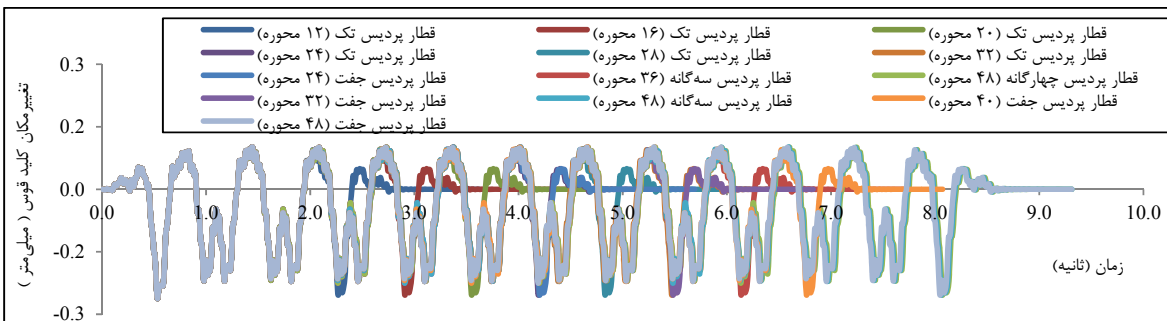 قطار پردیس تک (۱۲ محوره) قطار پردیس تک (۱۶ محوره) قطار پردیس تک (۲۰ محوره)
قطار پردیس تک (۲۴ محوره) قطار پردیس تک (۲۸ محوره) قطار پردیس تک (۳۲ محوره)
قطار پردیس جفت (۲۴ محوره) قطار پردیس سه‌گانه (۳۶ محوره) قطار پردیس چهارگانه (۴۸ محوره)
قطار پردیس جفت (۳۲ محوره) قطار پردیس سه‌گانه (۴۸ محوره) قطار پردیس جفت (۴۰ محوره)
قطار پردیس جفت (۴۸ محوره)
تغییرمکان کلید قوس ( میلی‌متر )
0.3
0.2
0.0
-0.2
-0.3
0.0 1.0 2.0 3.0 4.0 5.0 6.0 7.0 8.0 9.0 10.0
زمان (ثانیه)